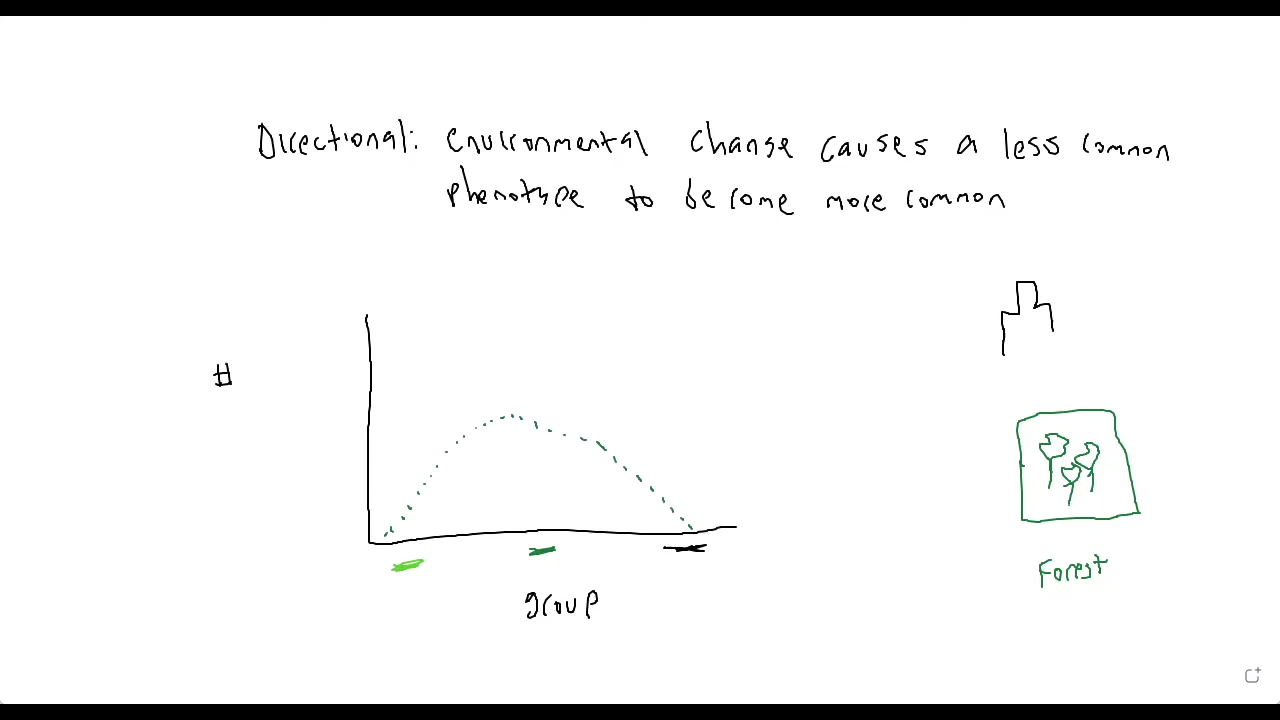 Directional: environmental change causes a less common
phenotype to become more common
#
Forest
group